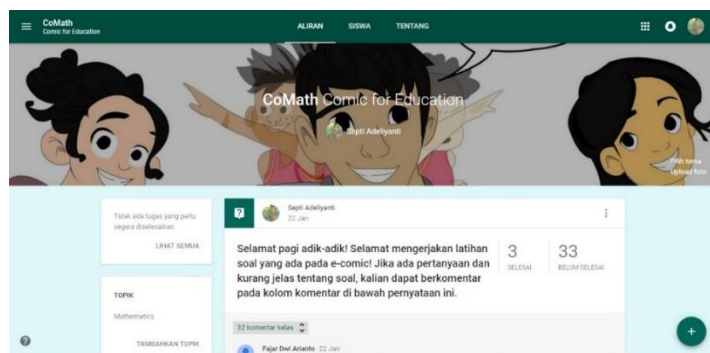 CoMath
Comic for Education
ALIRAN SISWA TENTANG
CoMath Comic for Education
Septi Adeliyanti
Pilih tema
Upload foto
Tidak ada tugas yang perlu
segera diselesaikan
LIHAT SEMUA
TOPIK
Mathematics
TAMBAHKAN TOPIK
Septi Adeliyanti
22 Jan
Selamat pagi adik-adik! Selamat mengerjakan latihan
soal yang ada pada e-comic! Jika ada pertanyaan dan
kurang jelas tentang soal, kalian dapat berkomentar
pada kolom komentar di bawah pernyataan ini.
3
SELESAI
33
BELUM SELESAI
32 komentar kelas
Fajar Dwi Arianto 22 Jan